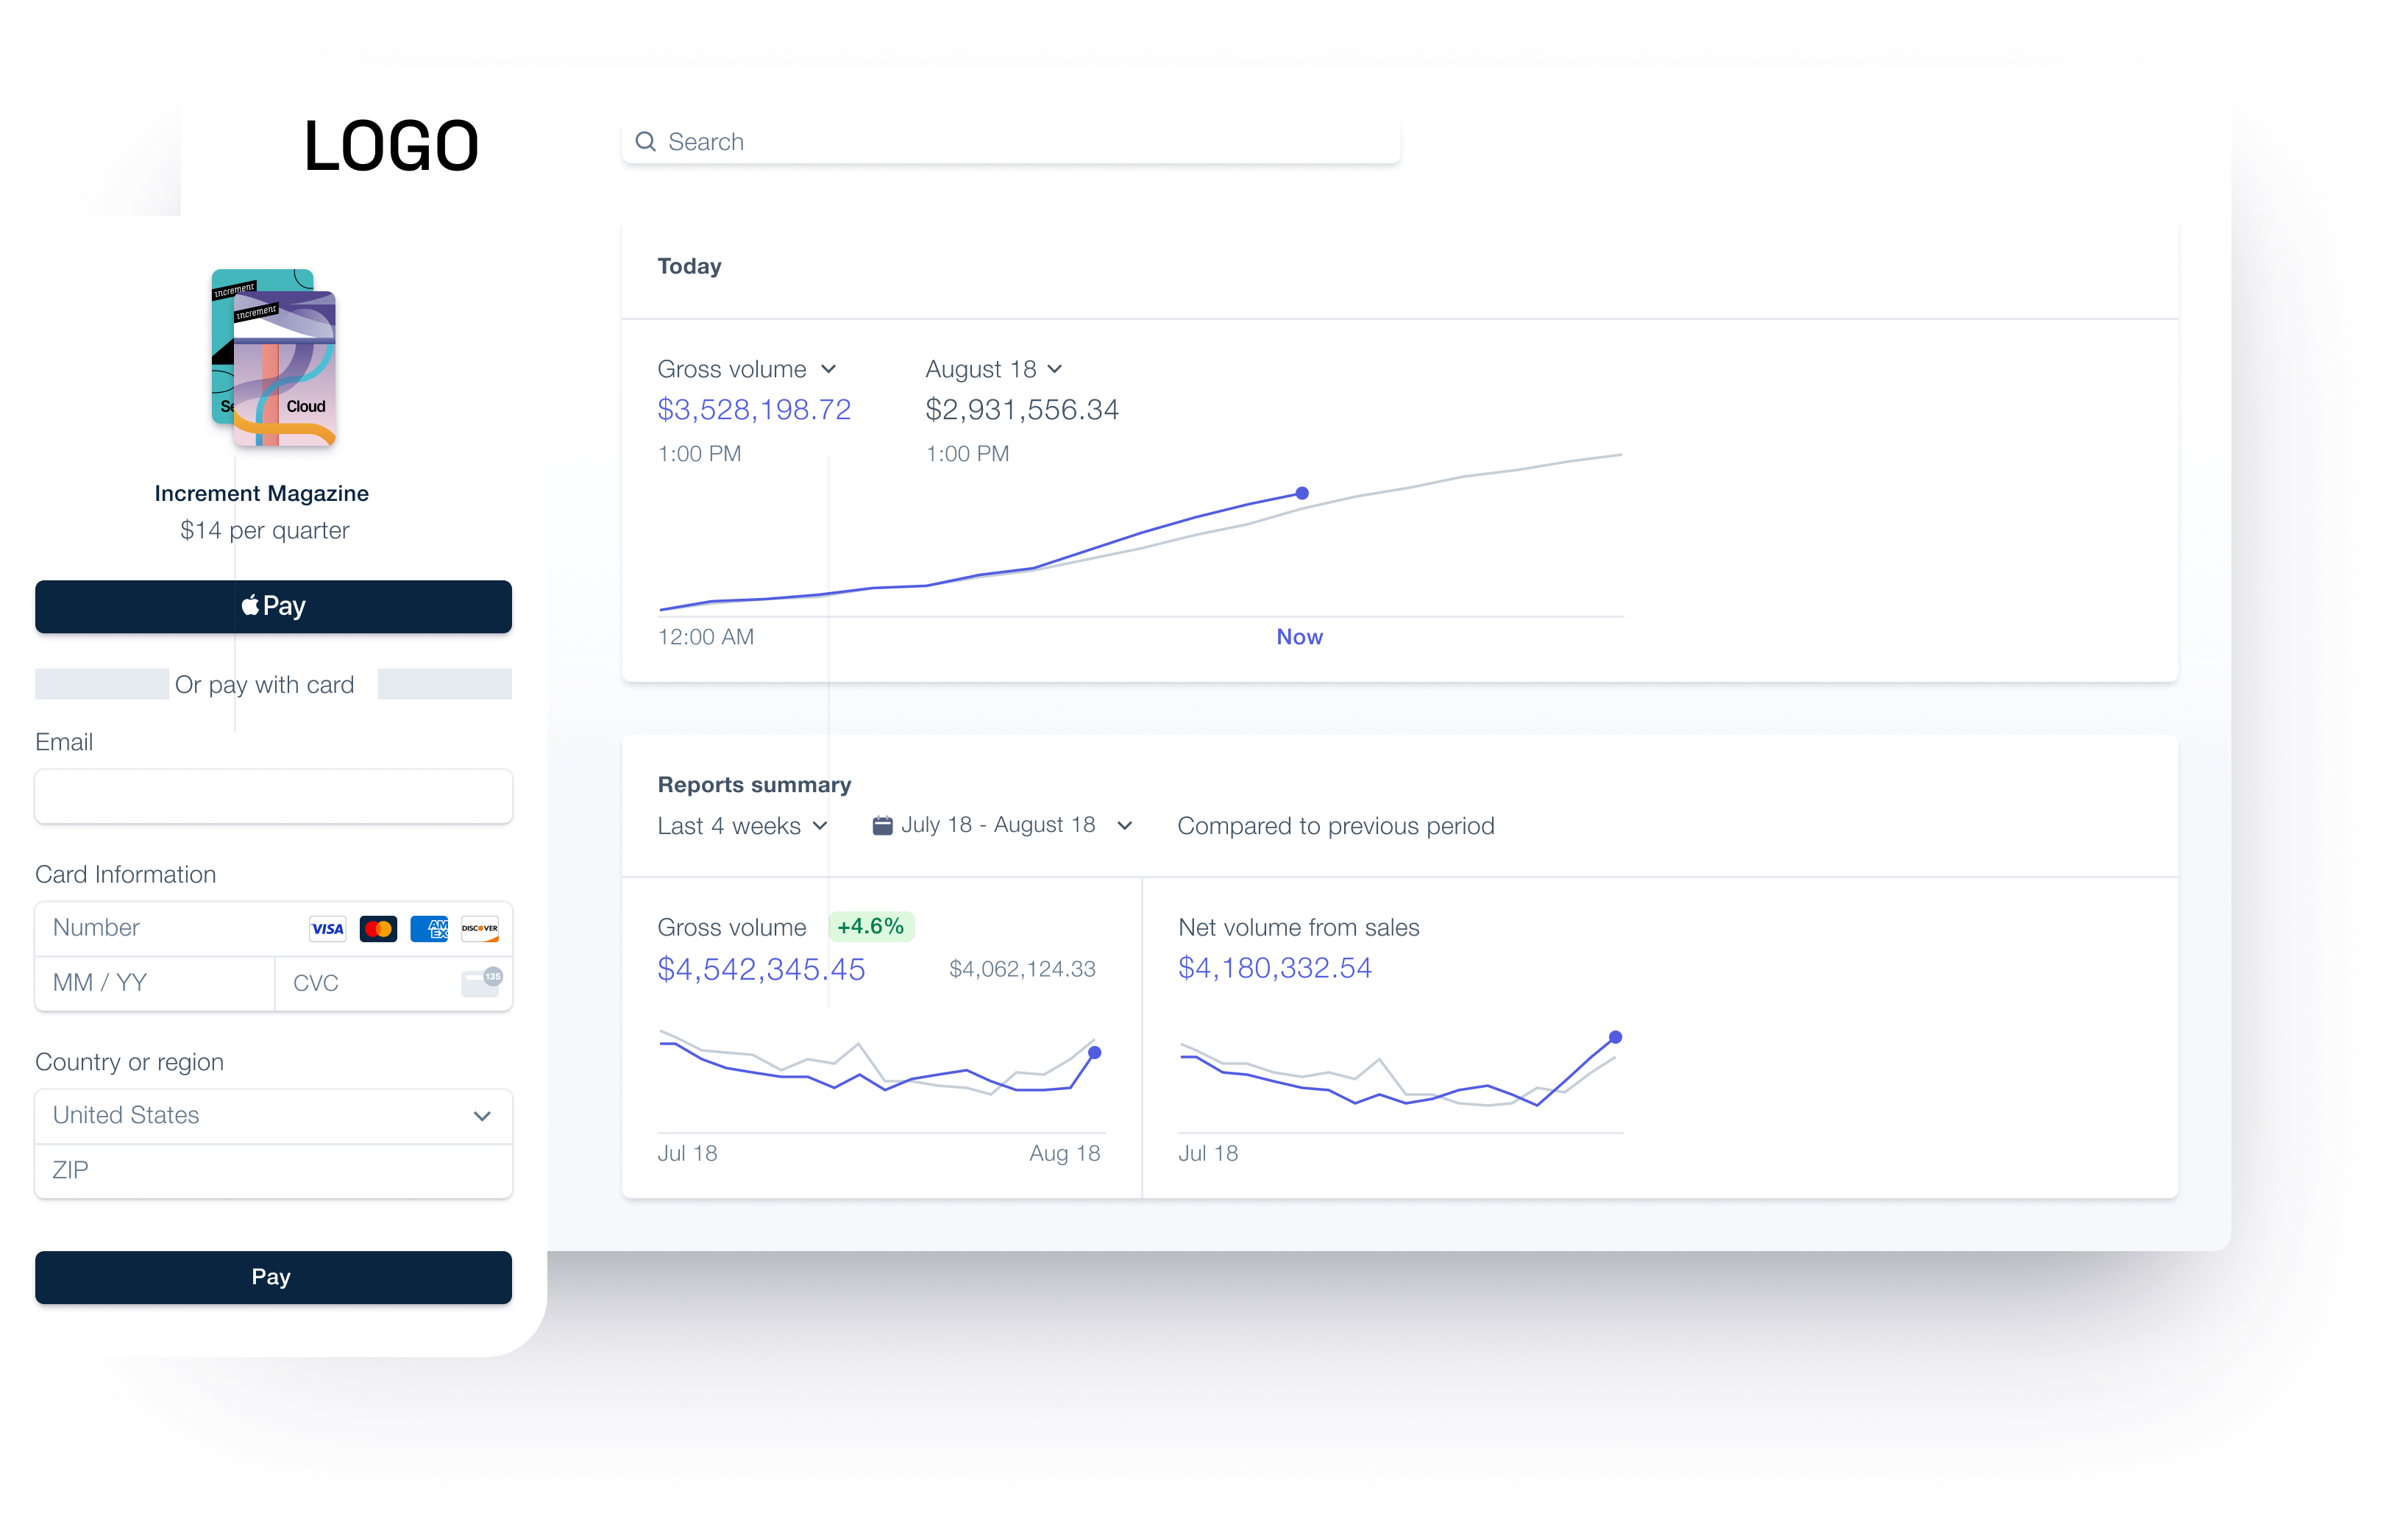 LOGO
Search
increment
increment
Se
Cloud
Increment Magazine
$14 per quarter
Pay
Or pay with card
Email
Card Information
Number
VISA
AM
EX
DISCOVER
MM / YY
CVC
135
Country or region
United States
ZIP
Pay
Today
Gross volume
August 18
$3,528,198.72
$2,931,556.34
1:00 PM
1:00 PM
12:00 AM
Now
Reports summary
Last 4 weeks
July 18 - August 18
Compared to previous period
Gross volume
+4.6%
$4,542,345.45
$4,062,124.33
Jul 18
Aug 18
Net volume from sales
$4,180,332.54
Jul 18